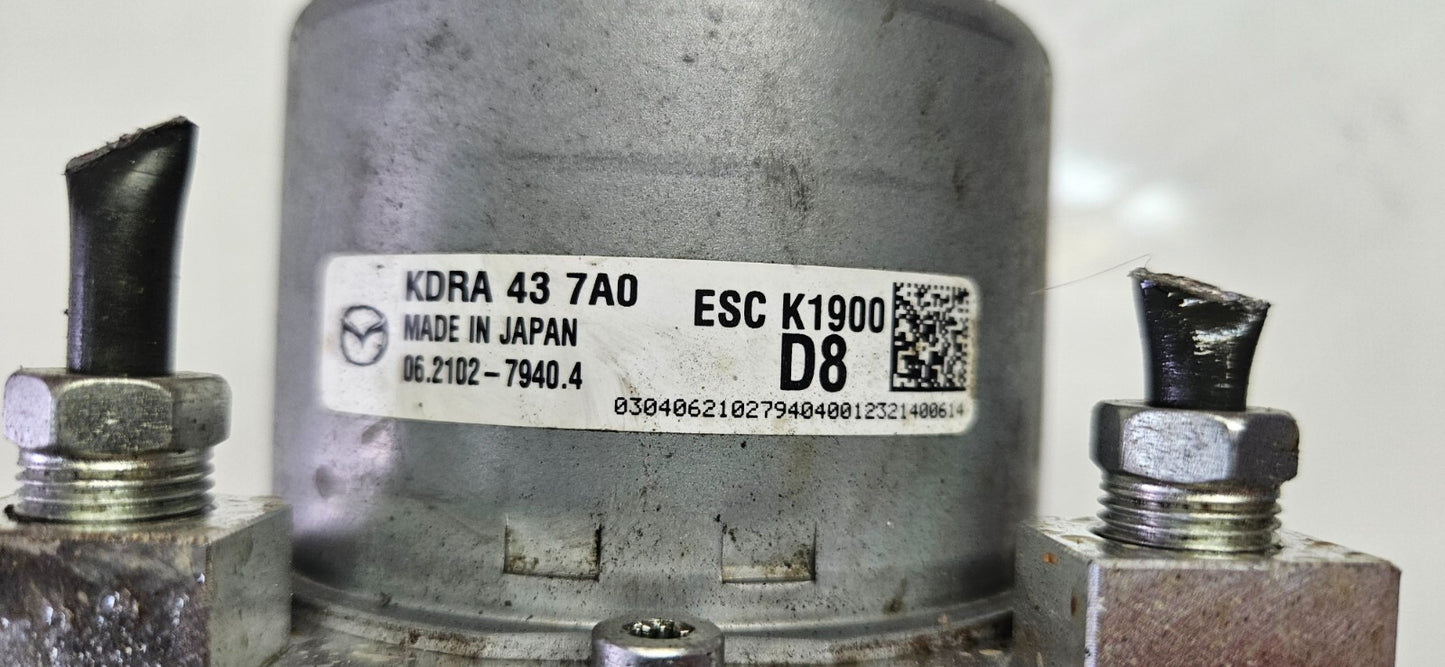 KDRA 43 7A0
MADE IN JAPAN
06.2102-7940.4
ESC K1900
D8
0304062102794040012321400614